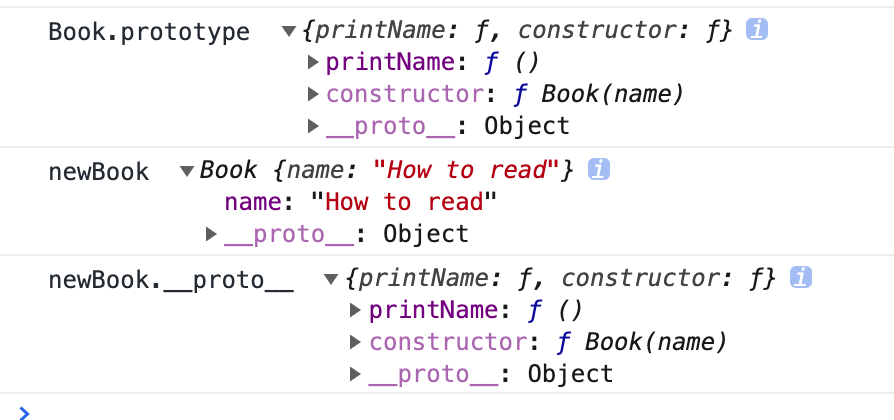 Book.prototype ▼{printName: ƒ, constructor: ƒ} i
▶printName: ƒ ()
▶constructor: ƒ Book(name)
▶__proto__: Object
newBook ▼Book {name: "How to read"} i
name: "How to read"
▶__proto__: Object
newBook.__proto__ ▼{printName: ƒ, constructor: ƒ} i
▶printName: ƒ ()
▶constructor: ƒ Book(name)
▶__proto__: Object
>